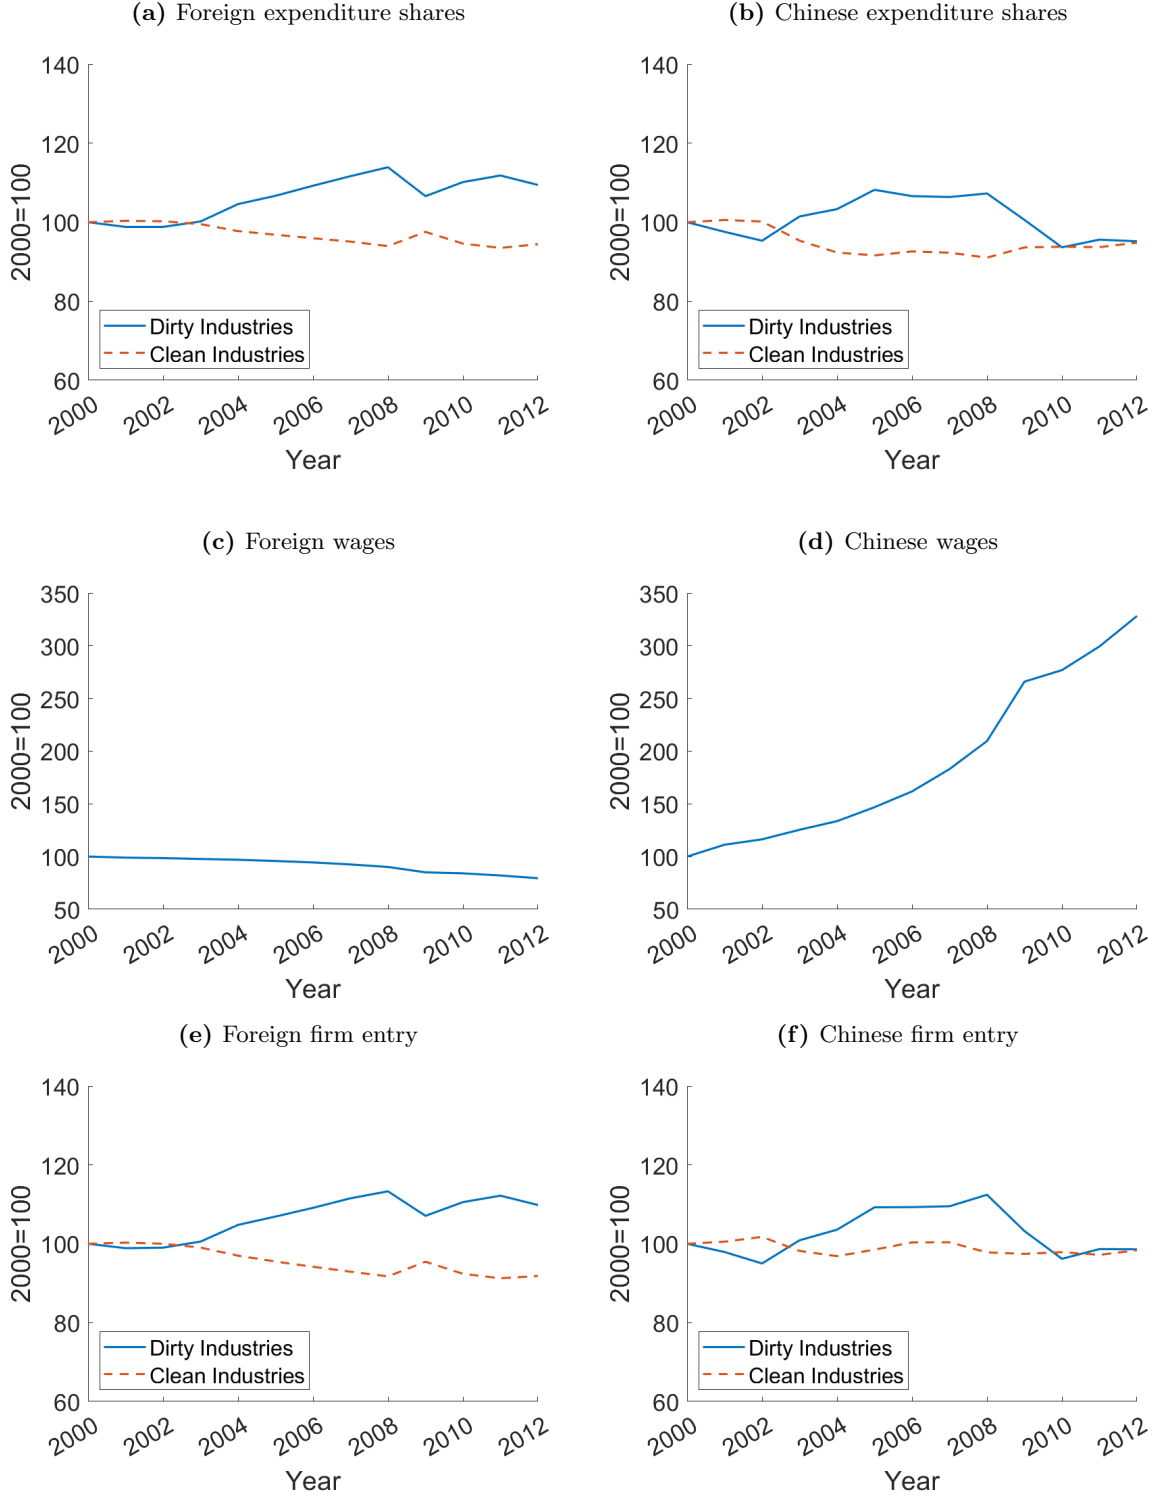 (a) Foreign expenditure shares
140
120
100
80
60
2000=100
Dirty Industries
Clean Industries
2000 2002 2004 2006 2008 2010 2012
Year
(b) Chinese expenditure shares
140
120
100
80
60
2000=100
Dirty Industries
Clean Industries
2000 2002 2004 2006 2008 2010 2012
Year
(c) Foreign wages
350
300
250
200
150
100
50
2000=100
2000 2002 2004 2006 2008 2010 2012
Year
(d) Chinese wages
350
300
250
200
150
100
50
2000=100
2000 2002 2004 2006 2008 2010 2012
Year
(e) Foreign firm entry
140
120
100
80
60
2000=100
Dirty Industries
Clean Industries
2000 2002 2004 2006 2008 2010 2012
Year
(f) Chinese firm entry
140
120
100
80
60
2000=100
Dirty Industries
Clean Industries
2000 2002 2004 2006 2008 2010 2012
Year